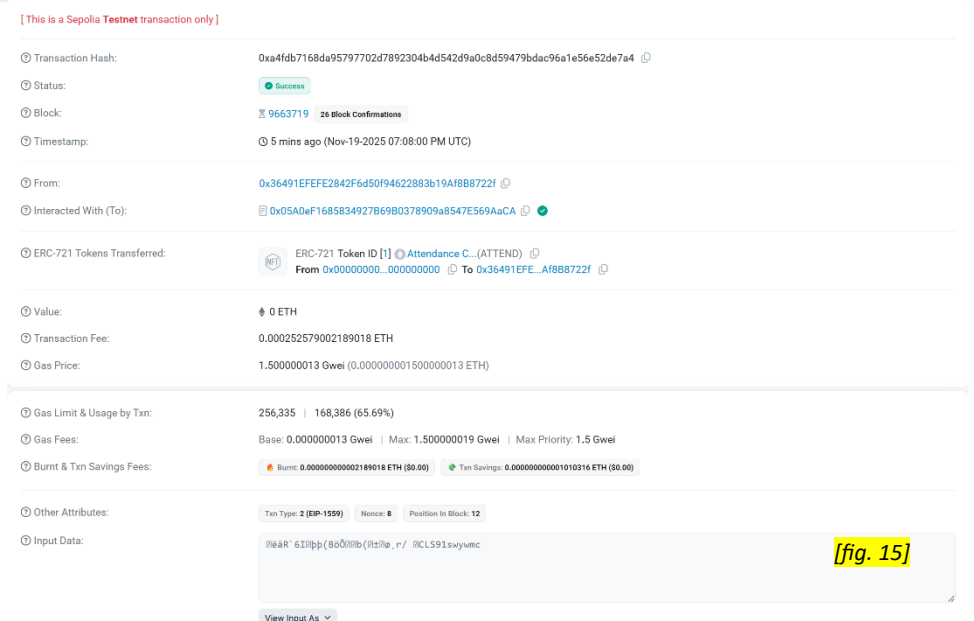 [ This is a Sepolia Testnet transaction only ]
Transaction Hash: 0xa4fdb7168da95797702d7892304b4d542d9a0c8d59479bdac96a1e56e52de7a4
Status: Success
Block: 9663719 26 Block Confirmations
Timestamp: 5 mins ago (Nov-19-2025 07:08:00 PM UTC)
From: 0x36491EFEFE2842F6d50f94622883b19Af8B8722f
Interacted With (To): 0x05A0eF1685834927B69B0378909a8547E569AaCA
ERC-721 Tokens Transferred: ERC-721 Token ID [1] Attendance C...(ATTEND)
NFT
From 0x00000000...000000000 To 0x36491EFE...Af8B8722f
Value: 0 ETH
Transaction Fee: 0.000252579002189018 ETH
Gas Price: 1.500000013 Gwei (0.000000001500000013 ETH)
Gas Limit & Usage by Txn: 256,335 | 168,386 (65.69%)
Gas Fees: Base: 0.000000013 Gwei | Max: 1.500000019 Gwei | Max Priority: 1.5 Gwei
Burnt & Txn Savings Fees: Burnt: 0.000000000002189018 ETH ($0.00) Txn Savings: 0.000000000001010316 ETH ($0.00)
Other Attributes: Txn Type: 2 (EIP-1559) Nonce: 8 Position In Block: 12
Input Data: CLS91swywmc
[fig. 15]
View Input As